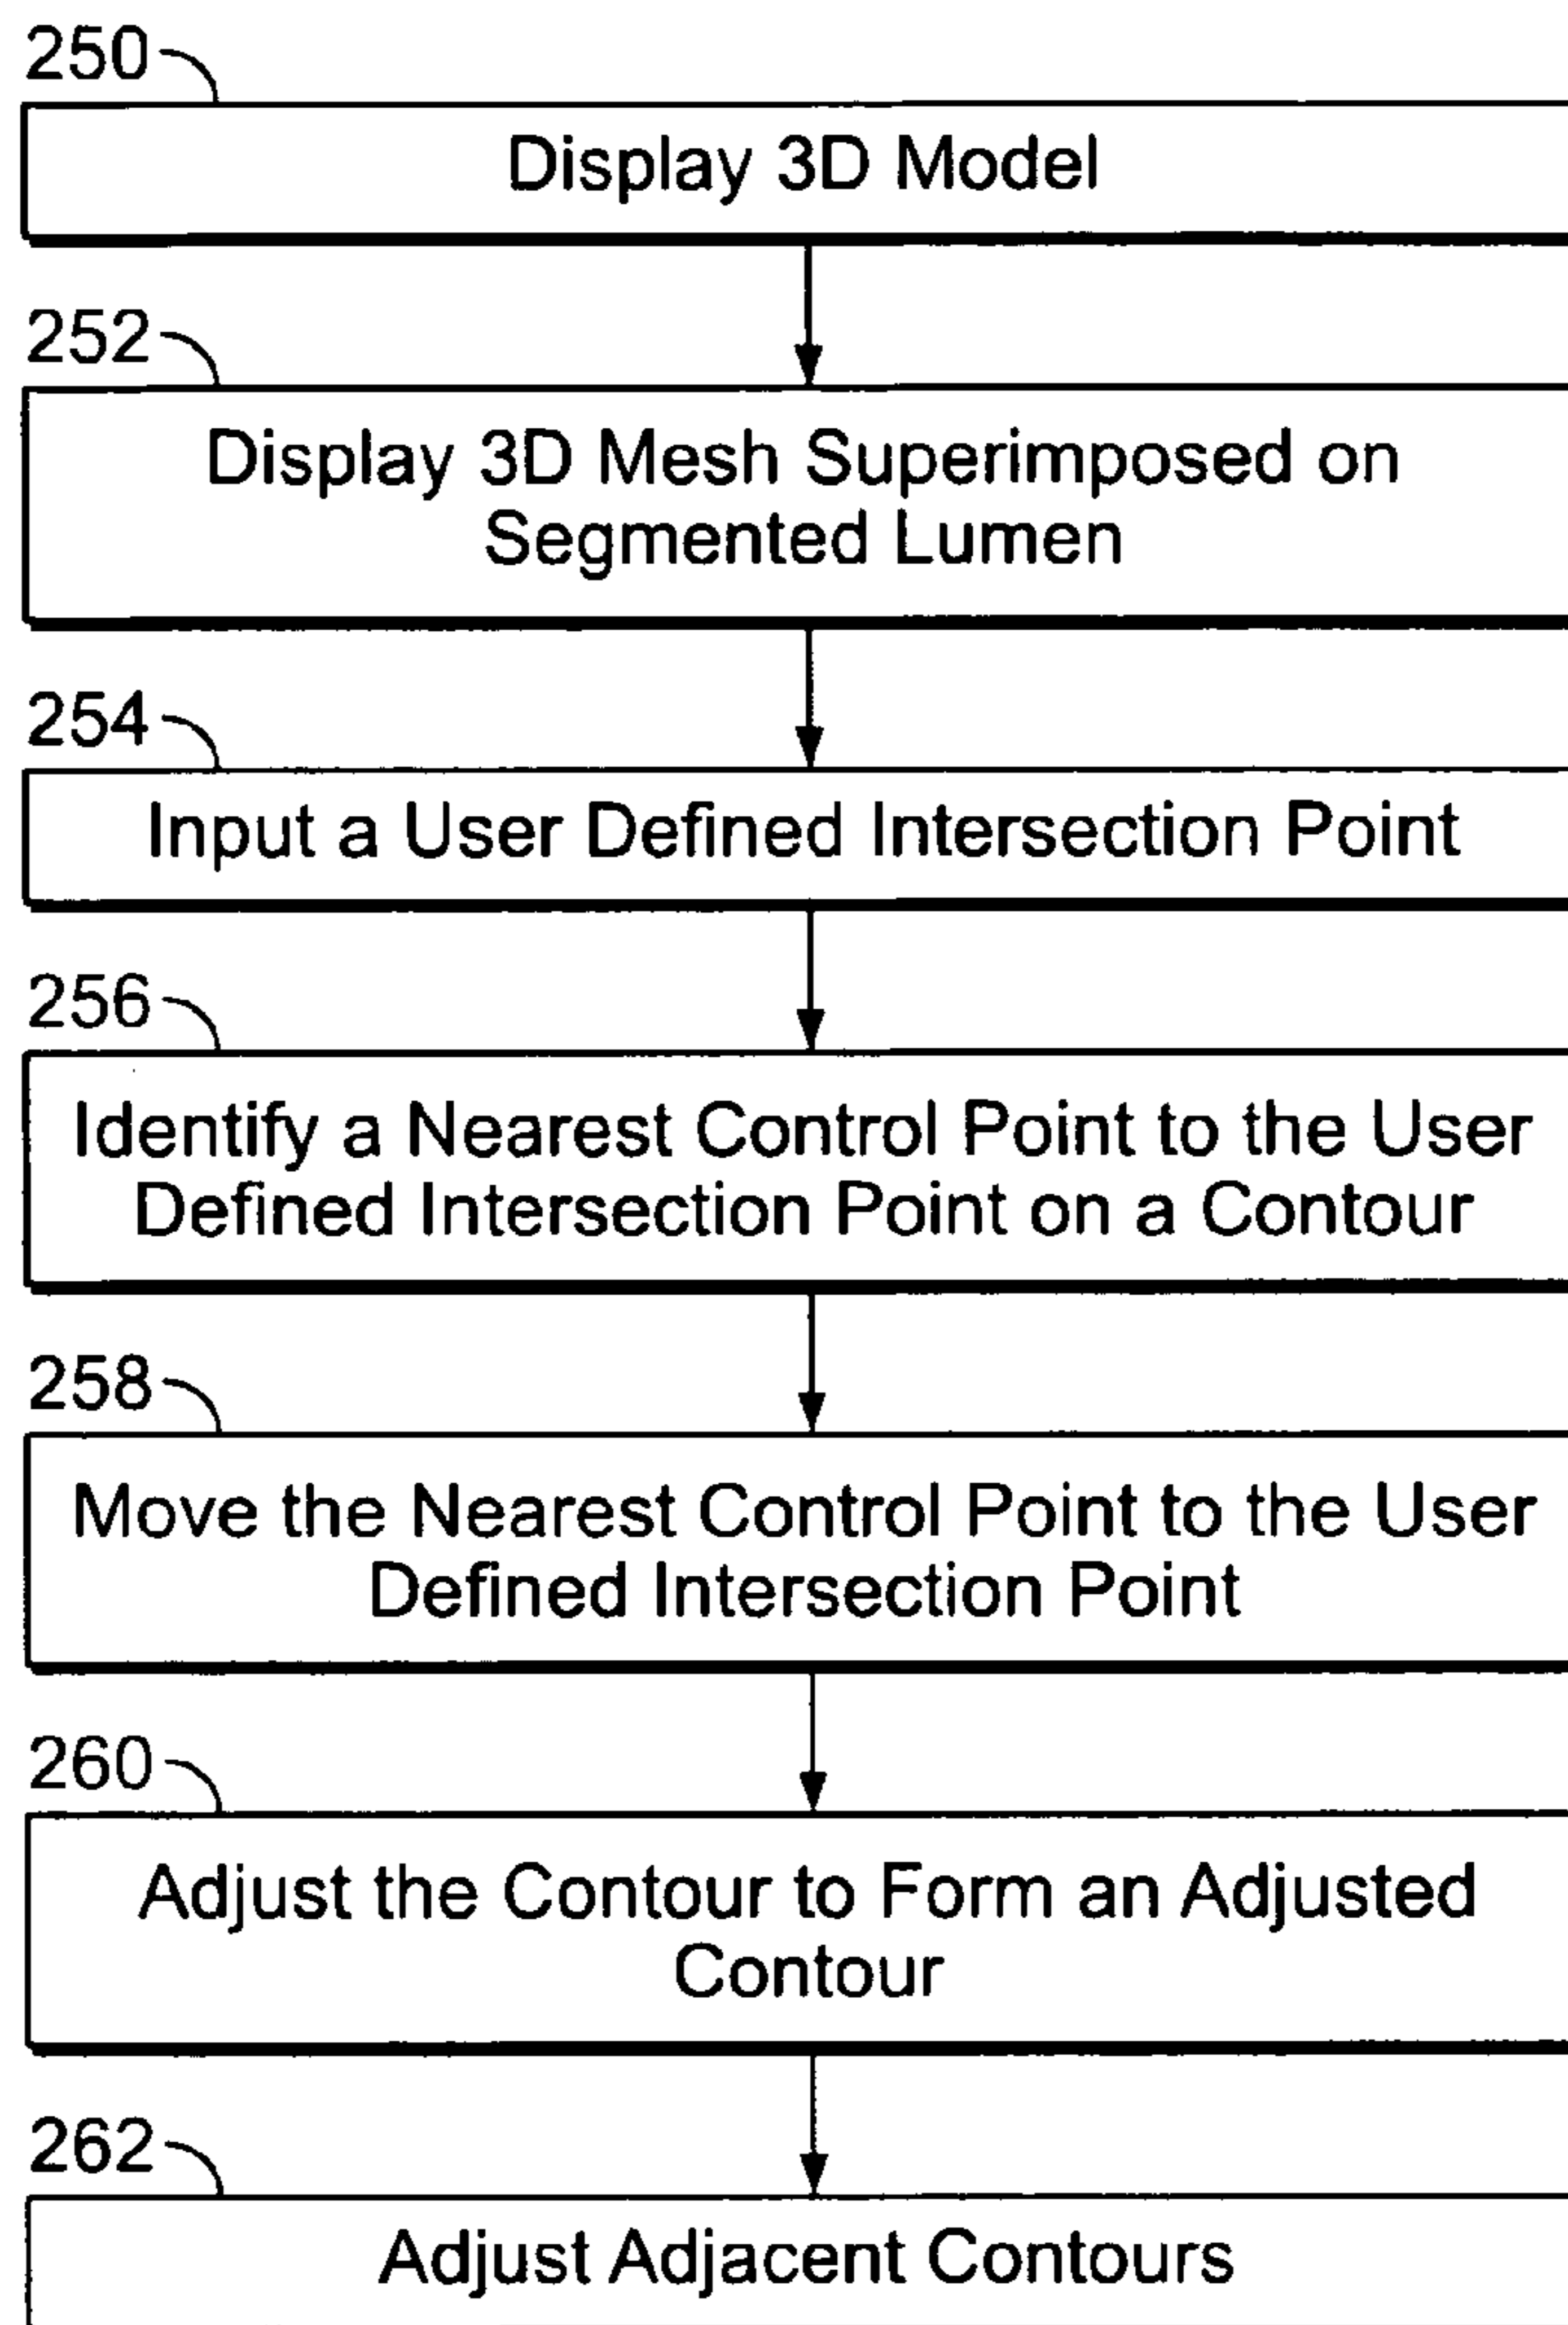 250
Display 3D Model
252
Display 3D Mesh Superimposed on
Segmented Lumen
254
Input a User Defined Intersection Point
256
Identify a Nearest Control Point to the User
Defined Intersection Point on a Contour
258
Move the Nearest Control Point to the User
Defined Intersection Point
260
Adjust the Contour to Form an Adjusted
Contour
262
Adjust Adjacent Contours